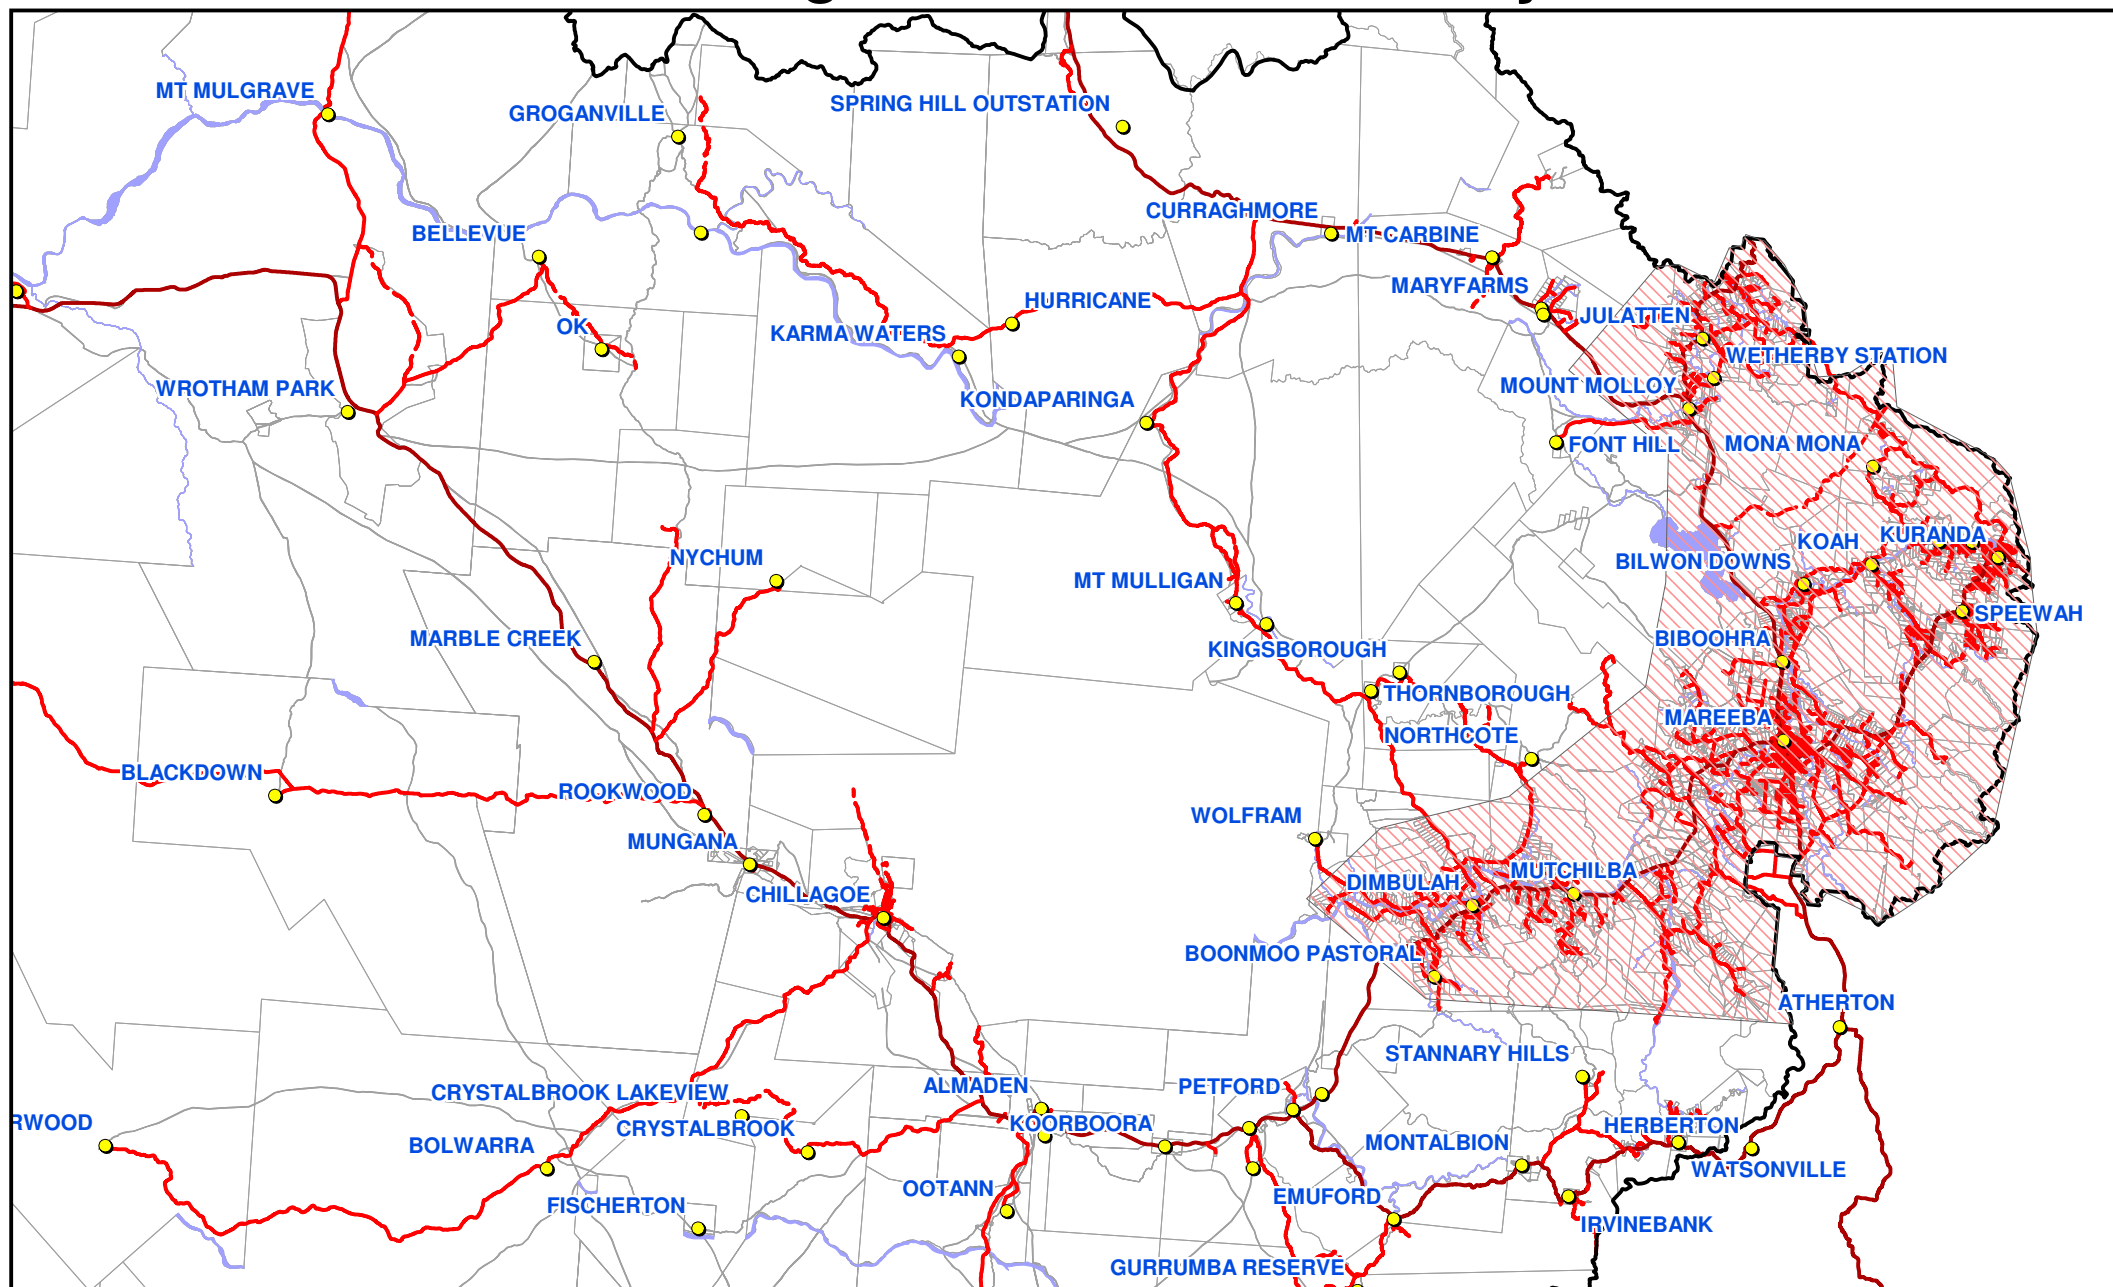 MT MULGRAVE
GROGANVILLE
SPRING HILL OUTSTATION
CURRAGHMORE
BELLEVUE
MT CARBINE
MARYFARMS
HURRICANE
JULATTEN
OK
KARMA WATERS
WETHERBY STATION
WROTHAM PARK
MOUNT MOLLOY
KONDAPARINGA
FONT HILL
MONA MONA
KOAH
KURANDA
NYCHUM
BILWON DOWNS
MT MULLIGAN
SPEEWAH
MARBLE CREEK
BIBOOHRA
KINGSBOROUGH
THORNBOROUGH
MAREEBA
NORTHCOTE
BLACKDOWN
ROOKWOOD
WOLFRAM
MUNGANA
MUTCHILBA
DIMBULAH
CHILLAGOE
BOONMOO PASTORAL
ATHERTON
STANNARY HILLS
ALMADEN
PETFORD
CRYSTALBROOK LAKEVIEW
RWOOD
KOORBOORA
HERBERTON
CRYSTALBROOK
BOLWARRA
MONTALBION
WATSONVILLE
OOTANN
EMUFORD
FISCHERTON
IRVINEBANK
GURRUMBA RESERVE